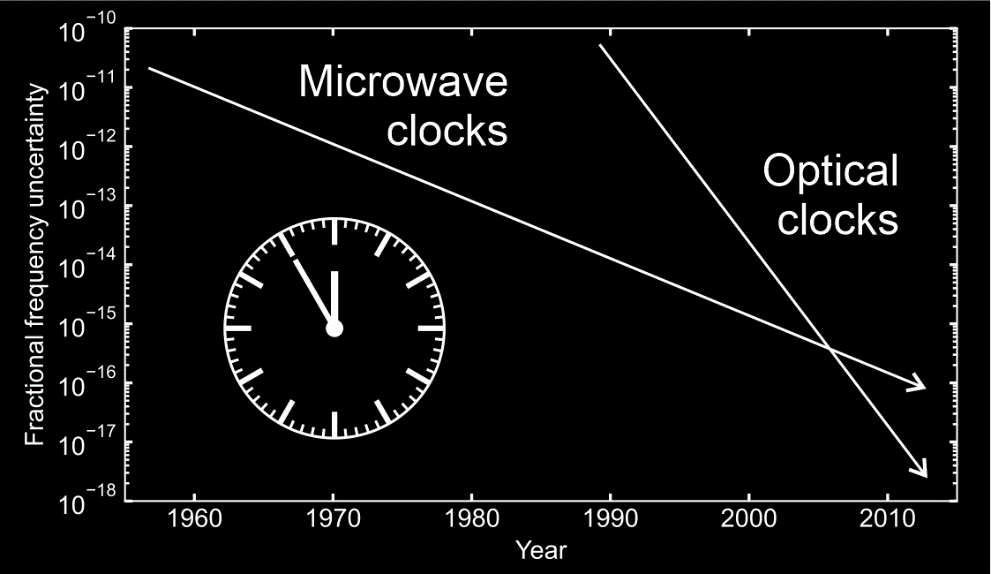 Fractional frequency uncertainty
10⁻¹⁰
10⁻¹¹
10⁻¹²
10⁻¹³
10⁻¹⁴
10⁻¹⁵
10⁻¹⁶
10⁻¹⁷
10⁻¹⁸
Microwave
clocks
Optical
clocks
1960 1970 1980 1990 2000 2010
Year